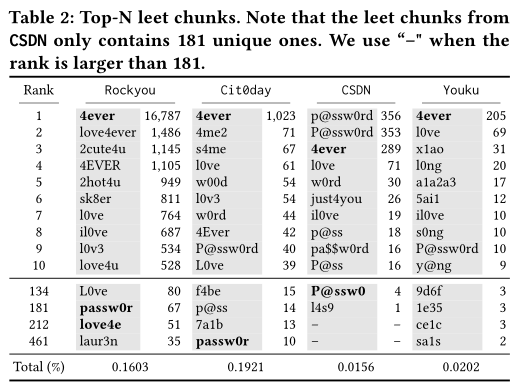 Table 2: Top-N leet chunks. Note that the leet chunks from
CSDN only contains 181 unique ones. We use “–" when the
rank is larger than 181.
Rank Rockyou Cit0day CSDN Youku
1 4ever 16,787 4ever 1,023 p@ssw0rd 356 4ever 205
2 love4ever 1,486 4me2 71 P@ssw0rd 353 l0ve 69
3 2cute4u 1,145 s4me 67 4ever 289 x1ao 31
4 4EVER 1,105 l0ve 61 l0ve 71 l0ng 20
5 2hot4u 949 w00d 54 w0rd 30 a1a2a3 17
6 sk8er 811 l0v3 54 just4you 26 5ai1 12
7 l0ve 764 w0rd 44 il0ve 19 il0ve 10
8 il0ve 687 4Ever 42 p@ss 18 s0ng 10
9 l0v3 534 P@ssw0rd 40 pa$$w0rd 16 P@ssw0rd 10
10 love4u 528 L0ve 39 P@ss 16 y@ng 9
134 L0ve 80 f4be 15 P@ssw0 4 9d6f 3
181 passw0r 67 p@ss 14 l4s9 1 1e35 3
212 love4e 51 7a1b 13 – – ce1c 3
461 laur3n 35 passw0r 10 – – sa1s 2
Total (%) 0.1603 0.1921 0.0156 0.0202